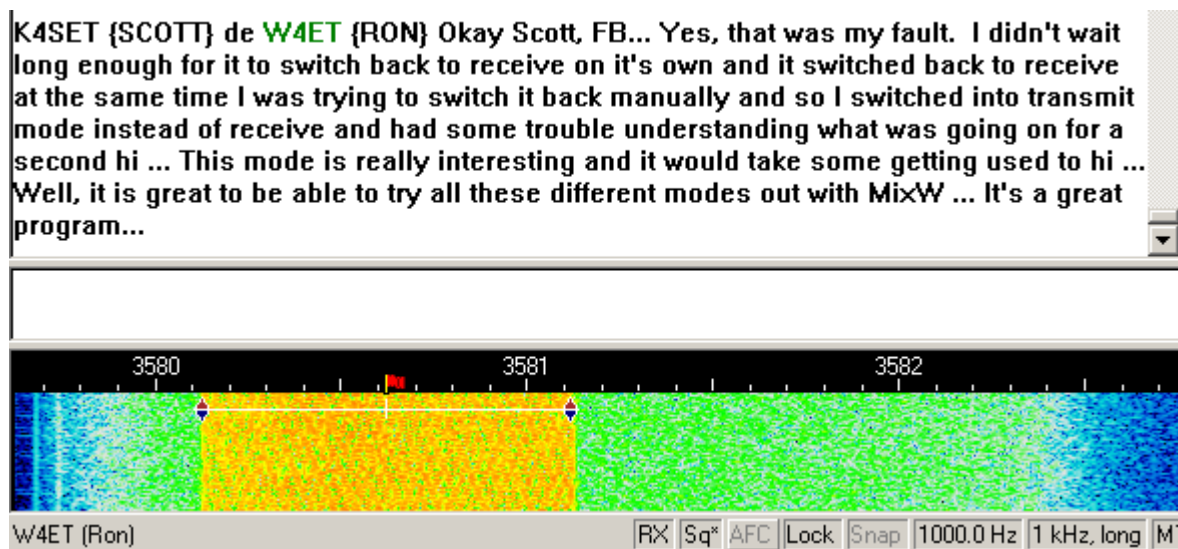 K4SET {SCOTT} de W4ET {RON} Okay Scott, FB... Yes, that was my fault.  I didn't wait
long enough for it to switch back to receive on it's own and it switched back to receive
at the same time I was trying to switch it back manually and so I switched into transmit
mode instead of receive and had some trouble understanding what was going on for a
second hi ... This mode is really interesting and it would take some getting used to hi ...
Well, it is great to be able to try all these different modes out with MixW ... It's a great
program...
3580 3581 3582
W4ET (Ron) RX Sq* AFC Lock Snap 1000.0 Hz 1 kHz, long